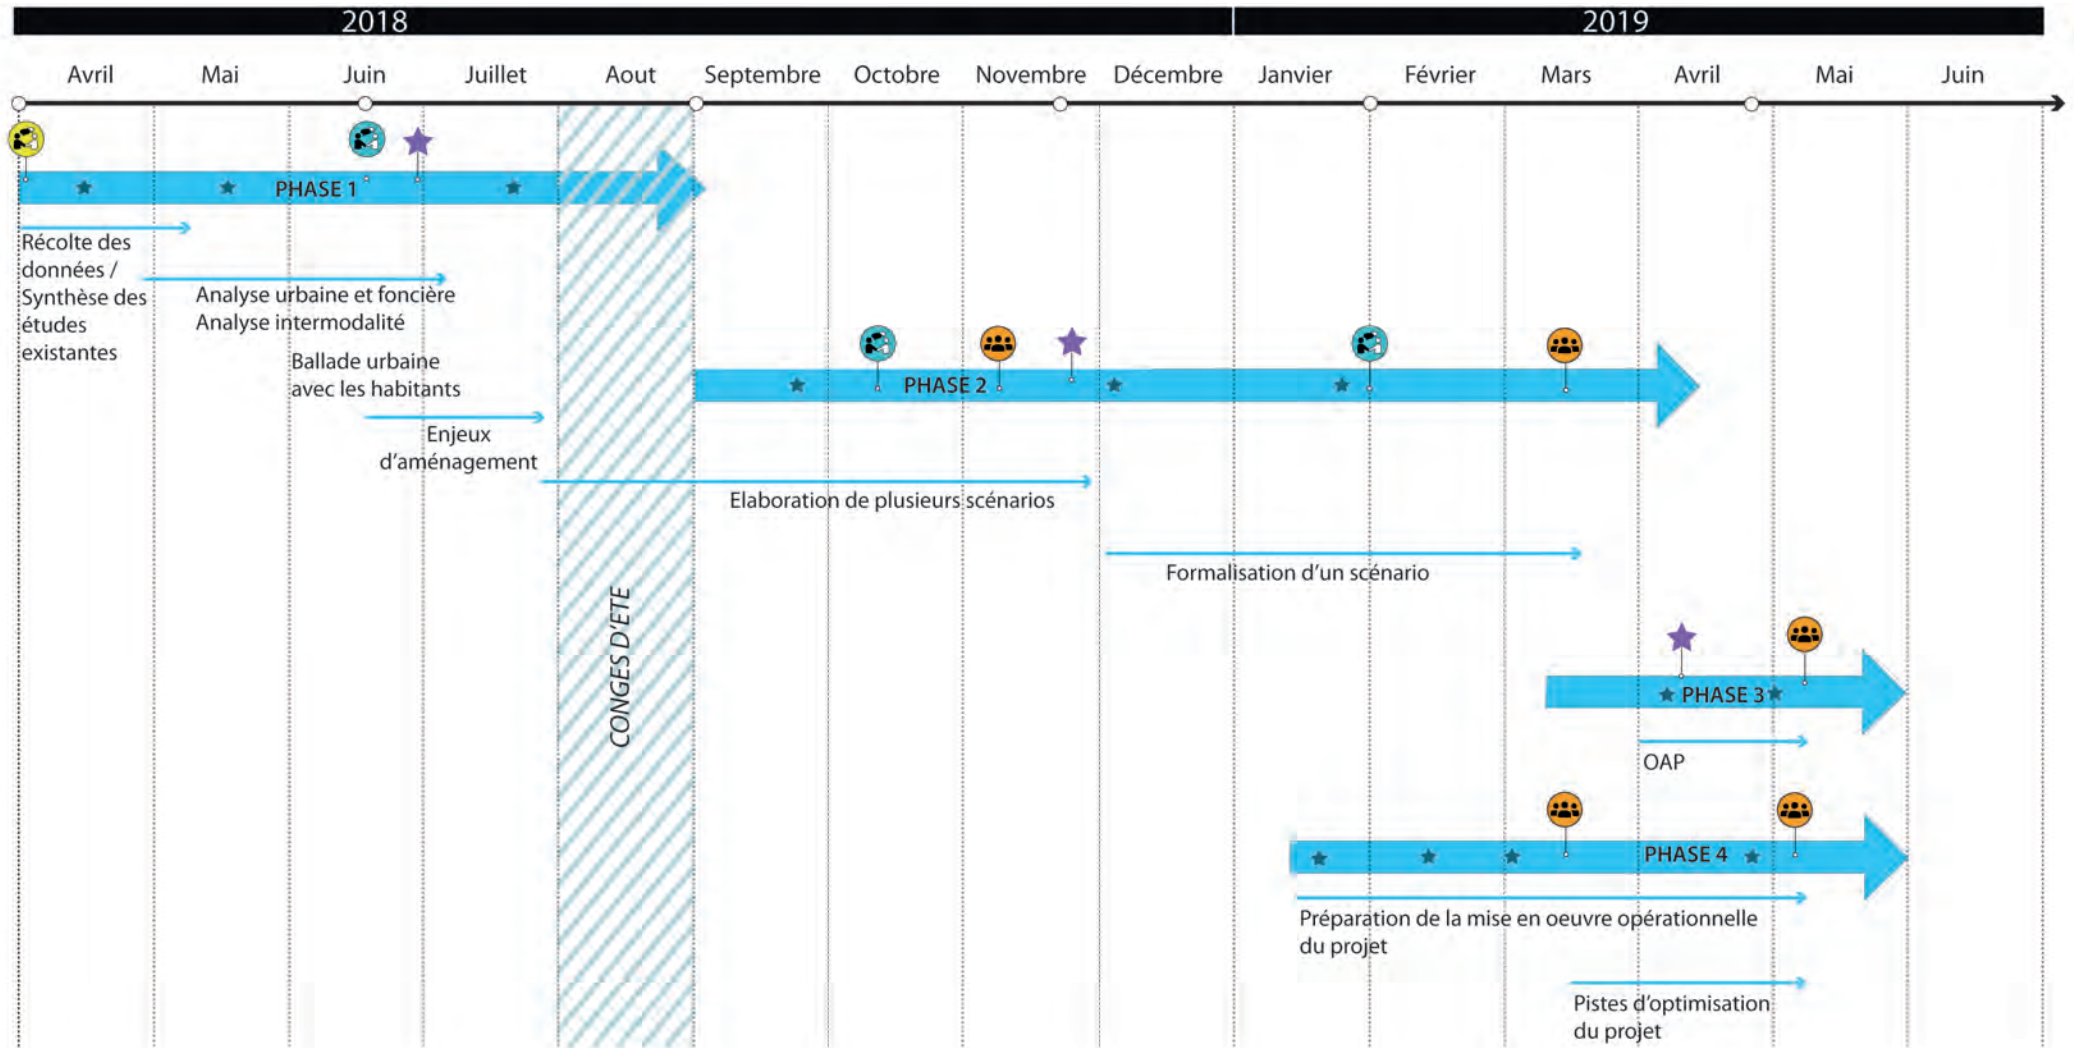 2018
2019
Avril
Mai
Juin
Juillet
Aout
Septembre
Octobre
Novembre
Décembre
Janvier
Février
Mars
Avril
Mai
Juin
PHASE 1
Récolte des
données /
Synthèse des
études
existantes
Analyse urbaine et foncière
Analyse intermodalité
Ballade urbaine
avec les habitants
Enjeux
d'aménagement
PHASE 2
Elaboration de plusieurs scénarios
Formalisation d'un scénario
CONGES D'ETE
PHASE 3
OAP
PHASE 4
Préparation de la mise en oeuvre opérationnelle
du projet
Pistes d'optimisation
du projet